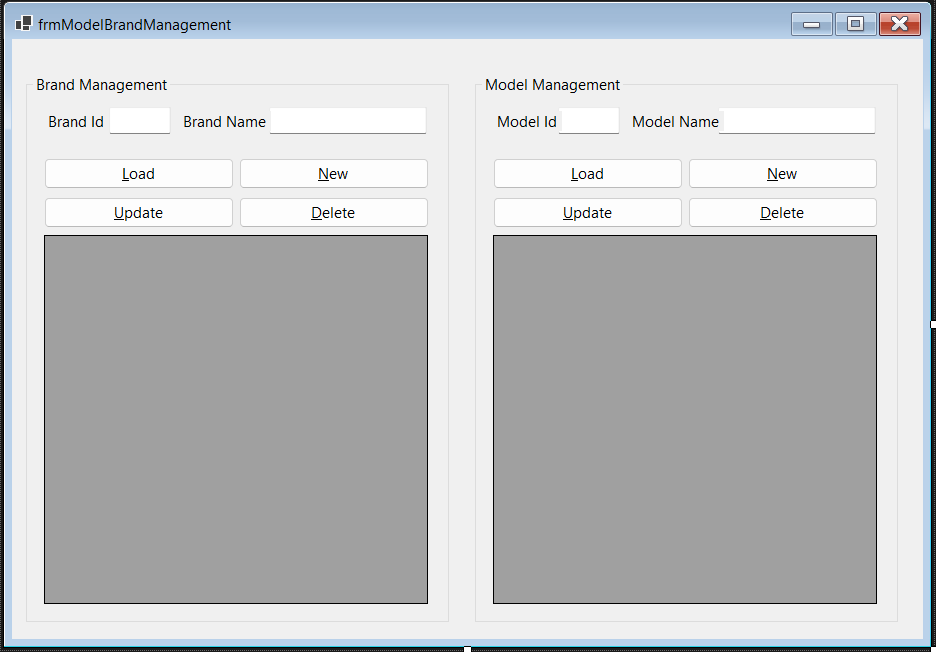 frmModelBrandManagement
Brand Management
Brand Id Brand Name
Load New
Update Delete
Model Management
Model Id Model Name
Load New
Update Delete